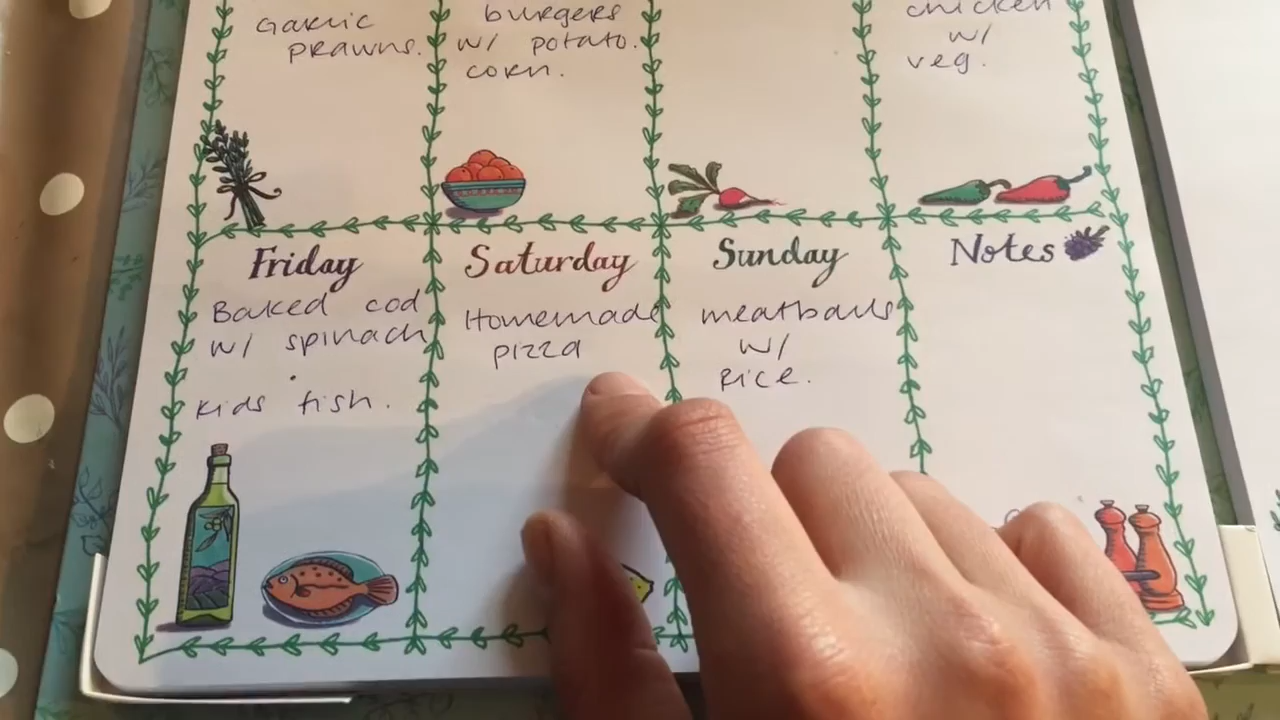 Garlic
prawns.
burgers
w/ potato.
corn.
chicken
w/
veg.
Friday
Baked cod
w/ spinach
kids fish.
Saturday
Homemade
pizza
Sunday
meatballs
w/
Rice.
Notes